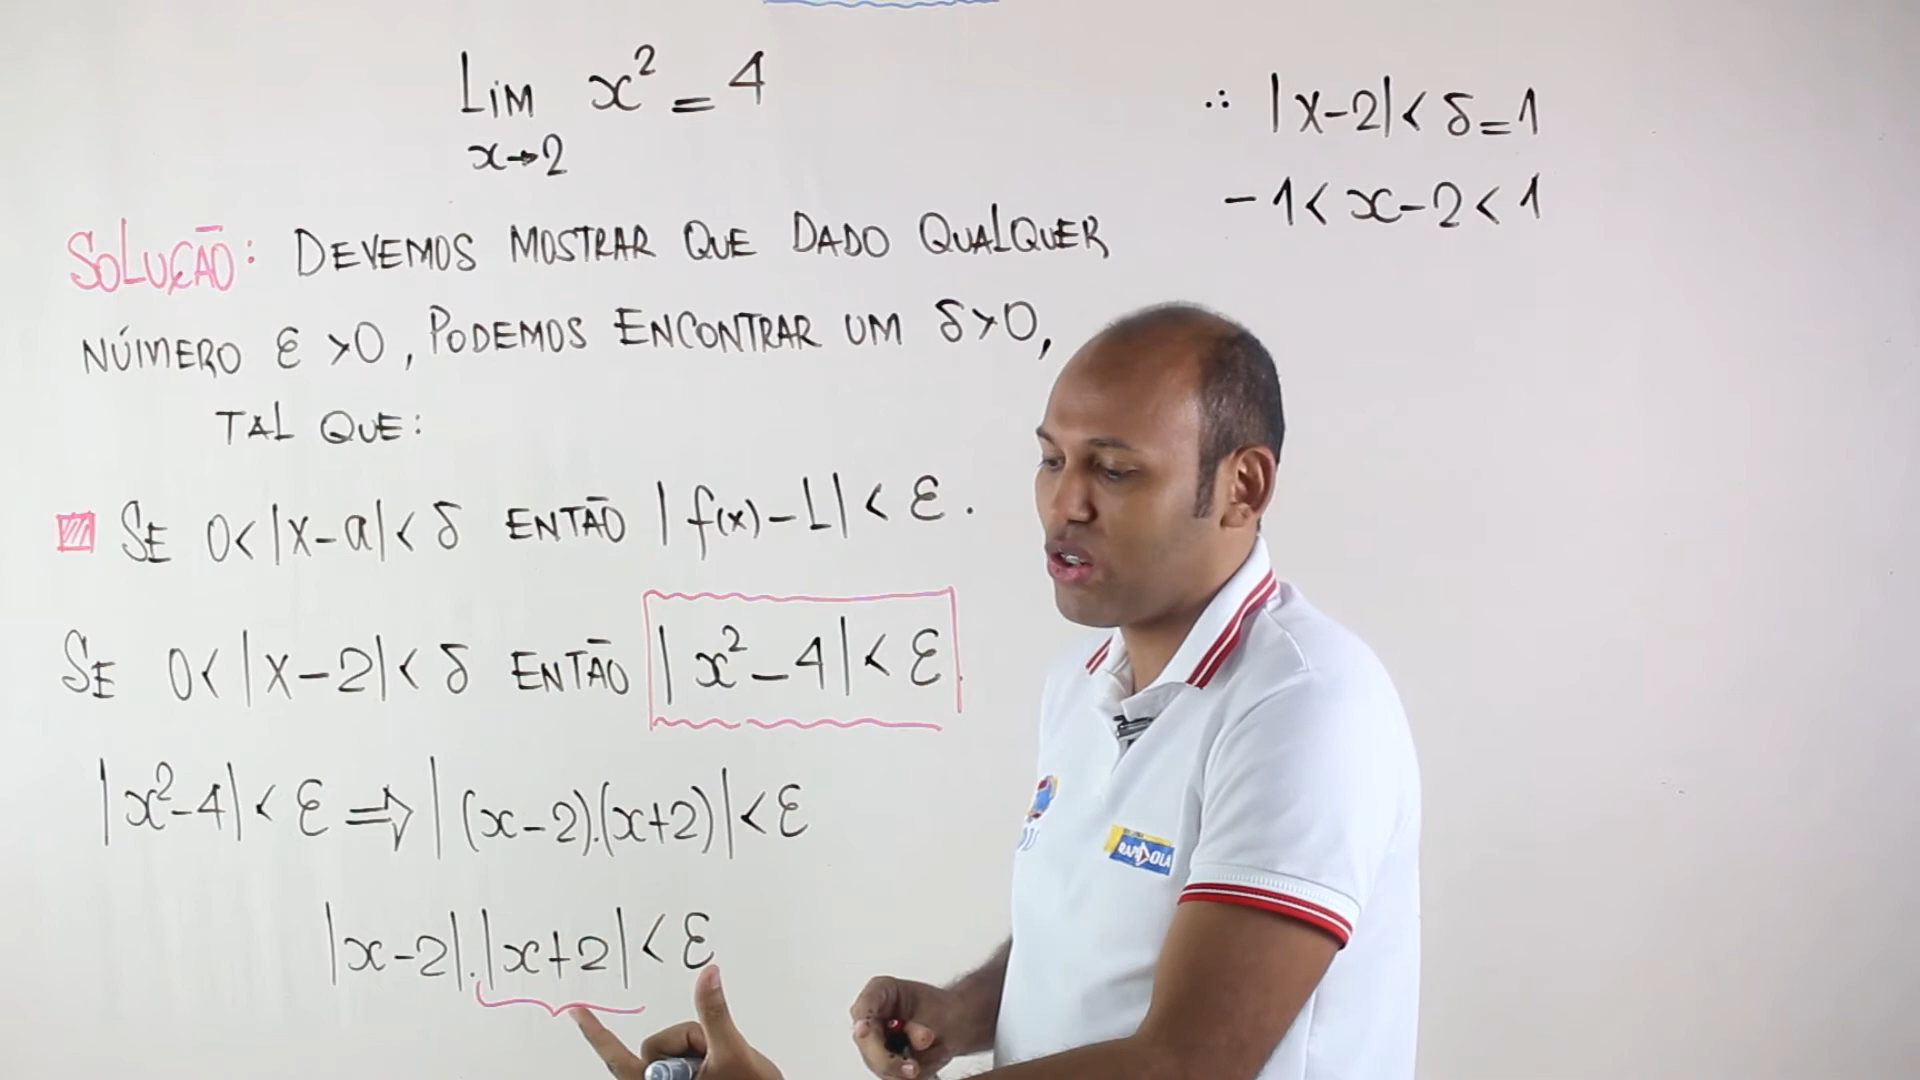 Lim x² = 4
x→2
SOLUÇÃO: DEVEMOS MOSTRAR QUE DADO QUALQUER
NÚMERO ε > 0, PODEMOS ENCONTRAR UM δ > 0,
TAL QUE:
SE 0 < |x - a| < δ ENTÃO |f(x) - L| < ε.
SE 0 < |x - 2| < δ ENTÃO |x² - 4| < ε.
|x² - 4| < ε ⇒ |(x - 2).(x + 2)| < ε
|x - 2|.|x + 2| < ε
∴ |x - 2| < δ = 1
-1 < x - 2 < 1